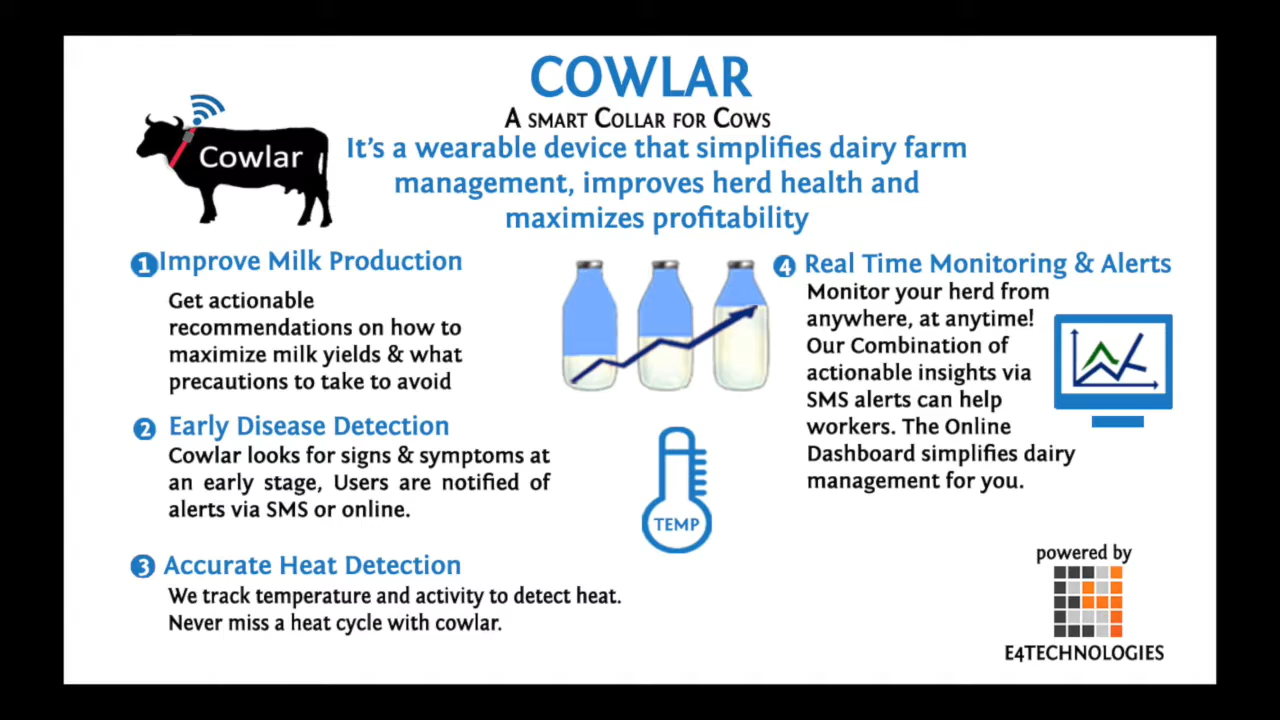 COWLAR
A SMART COLLAR FOR COWS
Cowlar
It's a wearable device that simplifies dairy farm
management, improves herd health and
maximizes profitability
1 Improve Milk Production
Get actionable
recommendations on how to
maximize milk yields & what
precautions to take to avoid
2 Early Disease Detection
Cowlar looks for signs & symptoms at
an early stage, Users are notified of
alerts via SMS or online.
3 Accurate Heat Detection
We track temperature and activity to detect heat.
Never miss a heat cycle with cowlar.
TEMP
4 Real Time Monitoring & Alerts
Monitor your herd from
anywhere, at anytime!
Our Combination of
actionable insights via
SMS alerts can help
workers. The Online
Dashboard simplifies dairy
management for you.
powered by
E4TECHNOLOGIES